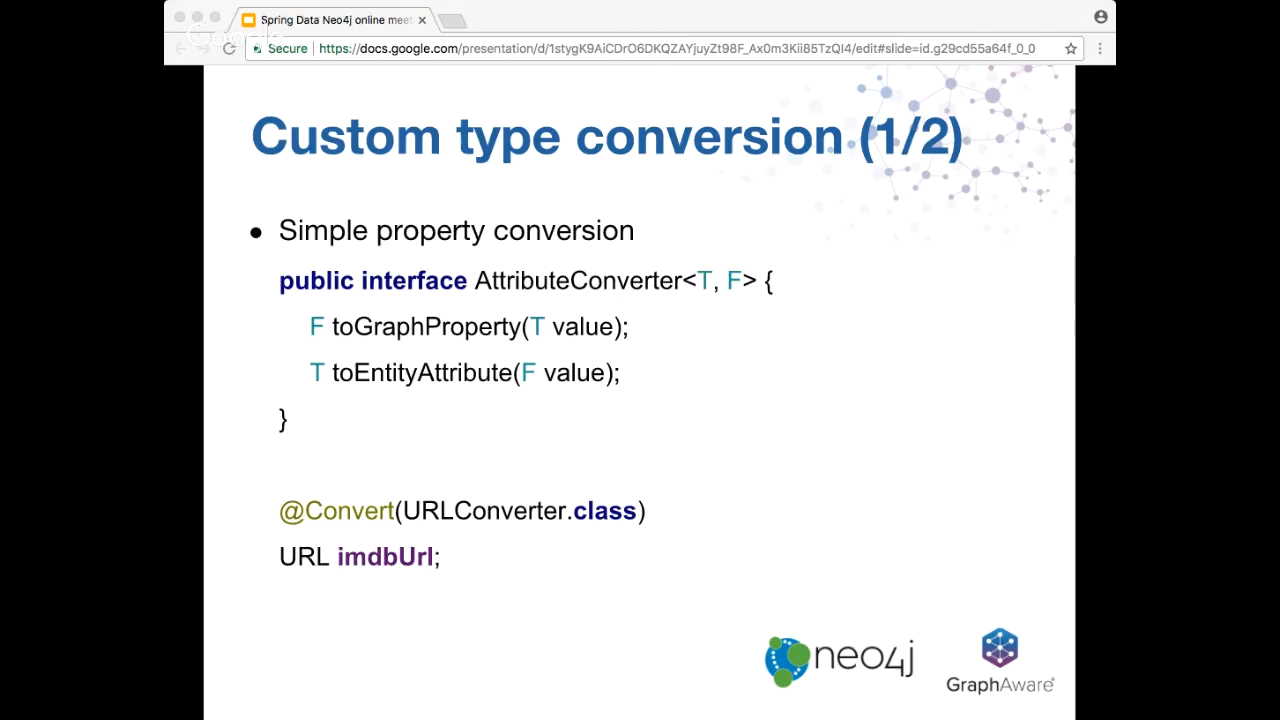 Spring Data Neo4j online meet
Google
Secure | https://docs.google.com/presentation/d/1stygK9AiCDrO6DKQZAYjuyZt98F_Ax0m3Kii85TzQI4/edit#slide=id.g29cd55a64f_0_0
Custom type conversion (1/2)
● Simple property conversion
public interface AttributeConverter<T, F> {
F toGraphProperty(T value);
T toEntityAttribute(F value);
}
@Convert(URLConverter.class)
URL imdbUrl;
neo4j
GraphAware®